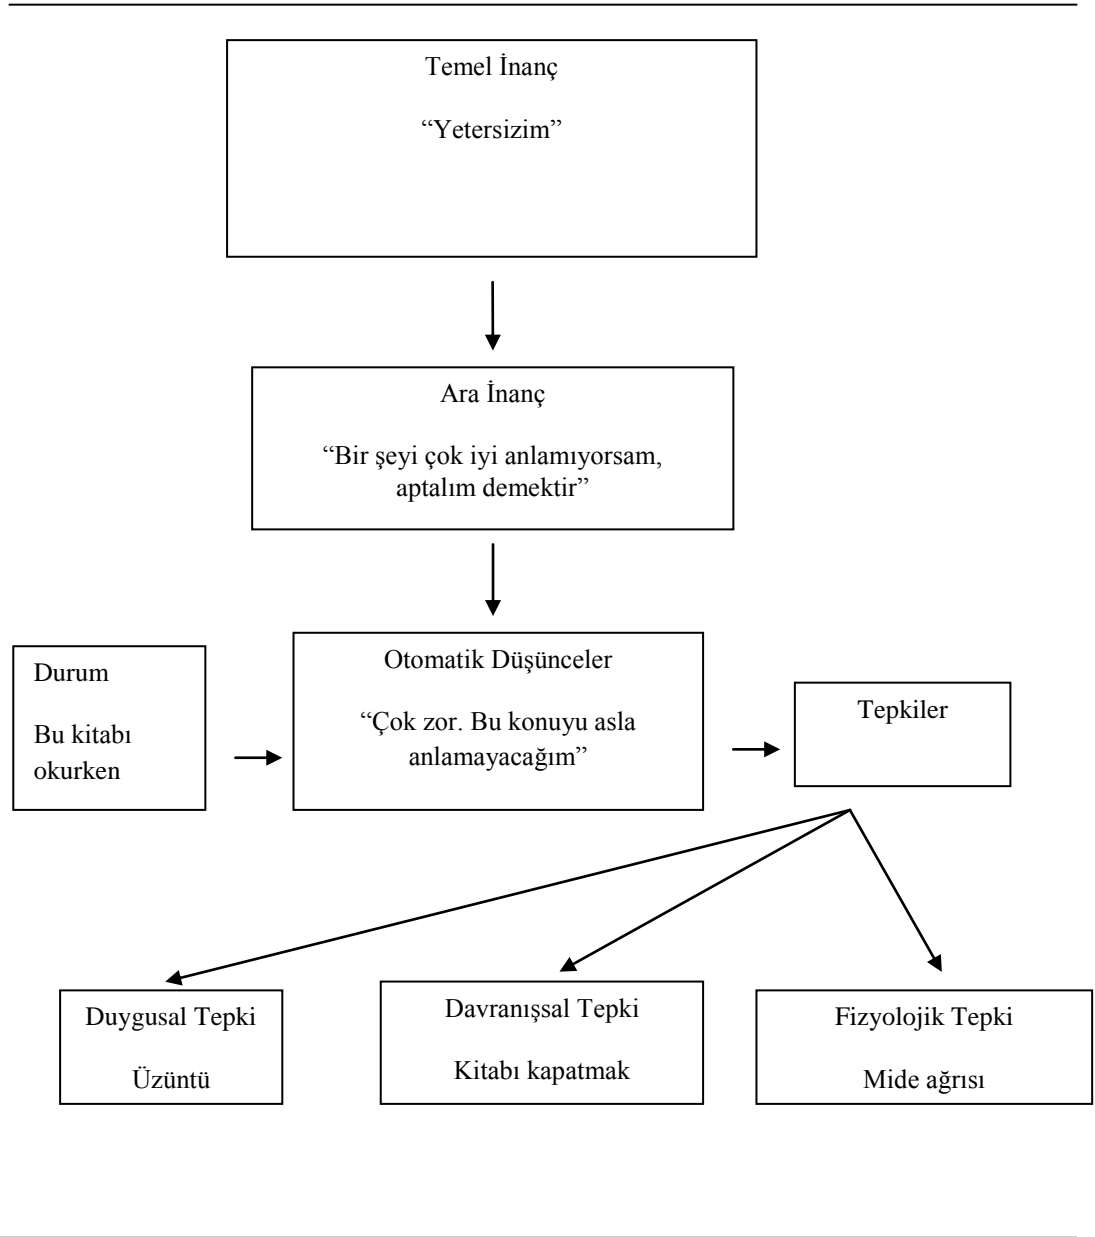 Temel İnanç
“Yetersizim”
Ara İnanç
“Bir şeyi çok iyi anlamıyorsam,
aptalım demektir”
Durum
Bu kitabı
okurken
Otomatik Düşünceler
“Çok zor. Bu konuyu asla
anlamayacağım”
Tepkiler
Duygusal Tepki
Üzüntü
Davranışsal Tepki
Kitabı kapatmak
Fizyolojik Tepki
Mide ağrısı